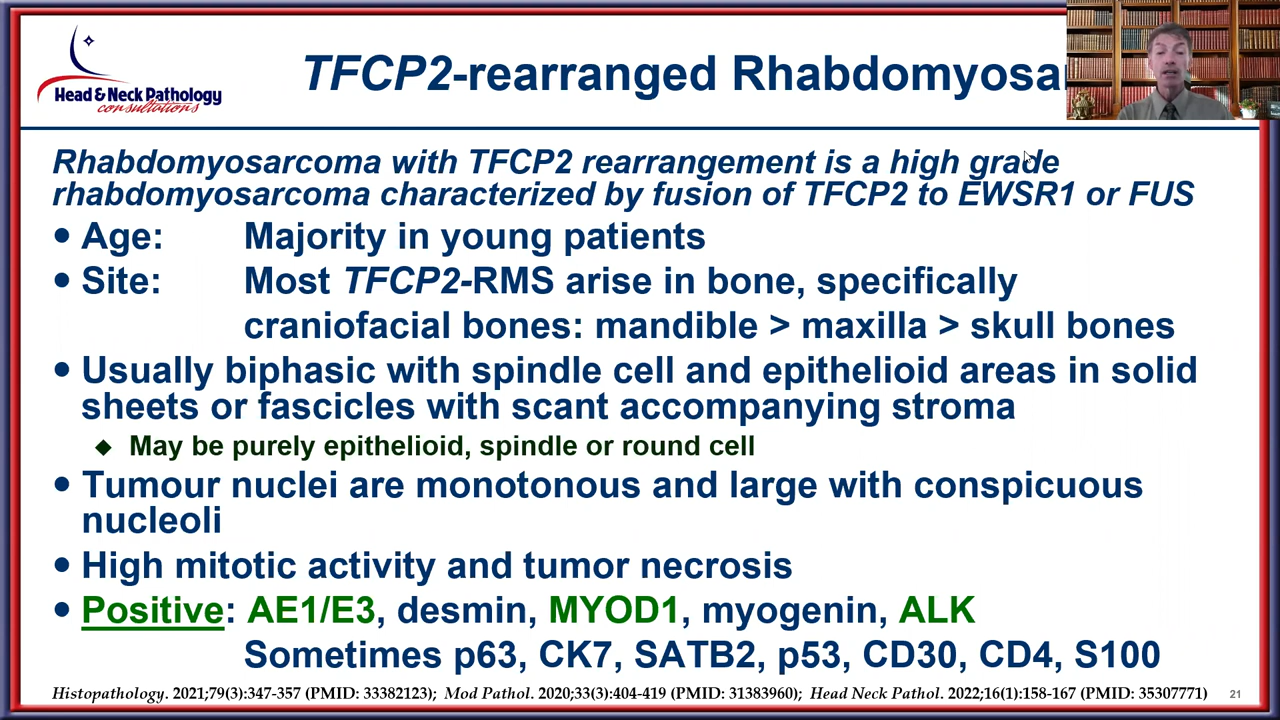 Head & Neck Pathology
consultations
TFCP2-rearranged Rhabdomyosa
Rhabdomyosarcoma with TFCP2 rearrangement is a high grade
rhabdomyosarcoma characterized by fusion of TFCP2 to EWSR1 or FUS
• Age: Majority in young patients
• Site: Most TFCP2-RMS arise in bone, specifically
craniofacial bones: mandible > maxilla > skull bones
• Usually biphasic with spindle cell and epithelioid areas in solid
sheets or fascicles with scant accompanying stroma
◆ May be purely epithelioid, spindle or round cell
• Tumour nuclei are monotonous and large with conspicuous
nucleoli
• High mitotic activity and tumor necrosis
• Positive: AE1/E3, desmin, MYOD1, myogenin, ALK
Sometimes p63, CK7, SATB2, p53, CD30, CD4, S100
Histopathology. 2021;79(3):347-357 (PMID: 33382123); Mod Pathol. 2020;33(3):404-419 (PMID: 31383960); Head Neck Pathol. 2022;16(1):158-167 (PMID: 35307771) 21